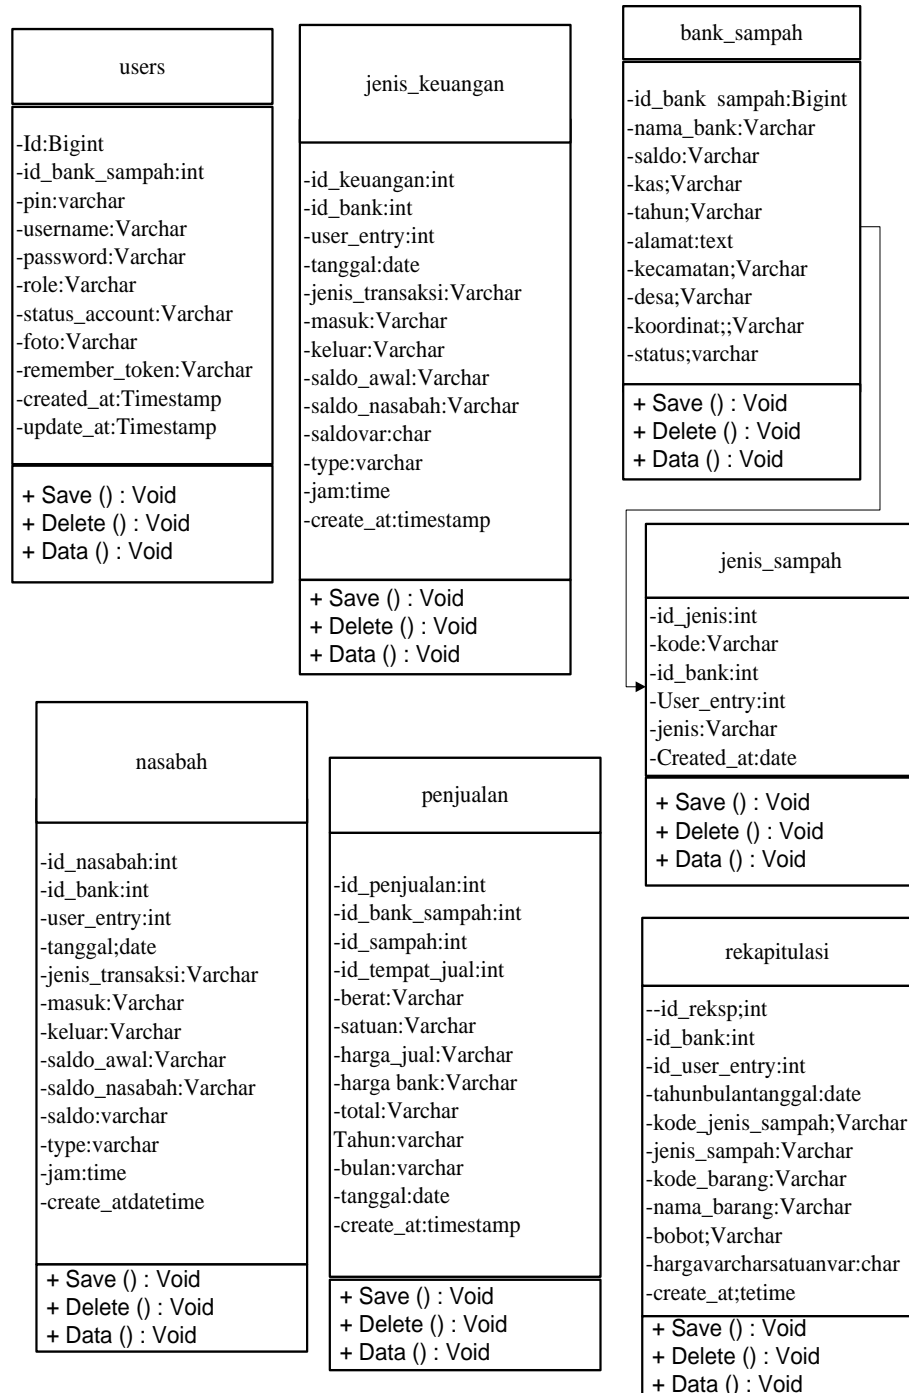 users
-Id:Bigint
-id_bank_sampah:int
-pin:varchar
-username:Varchar
-password:Varchar
-role:Varchar
-status_account:Varchar
-foto:Varchar
-remember_token:Varchar
-created_at:Timestamp
-update_at:Timestamp
+ Save () : Void
+ Delete () : Void
+ Data () : Void
jenis_keuangan
-id_keuangan:int
-id_bank:int
-user_entry:int
-tanggal:date
-jenis_transaksi:Varchar
-masuk:Varchar
-keluar:Varchar
-saldo_awal:Varchar
-saldo_nasabah:Varchar
-saldovar:char
-type:varchar
-jam:time
-create_at:timestamp
+ Save () : Void
+ Delete () : Void
+ Data () : Void
bank_sampah
-id_bank sampah:Bigint
-nama_bank:Varchar
-saldo:Varchar
-kas;Varchar
-tahun;Varchar
-alamat:text
-kecamatan;Varchar
-desa;Varchar
-koordinat;;Varchar
-status;varchar
+ Save () : Void
+ Delete () : Void
+ Data () : Void
jenis_sampah
-id_jenis:int
-kode:Varchar
-id_bank:int
-User_entry:int
-jenis:Varchar
-Created_at:date
+ Save () : Void
+ Delete () : Void
+ Data () : Void
nasabah
-id_nasabah:int
-id_bank:int
-user_entry:int
-tanggal;date
-jenis_transaksi:Varchar
-masuk:Varchar
-keluar:Varchar
-saldo_awal:Varchar
-saldo_nasabah:Varchar
-saldo:varchar
-type:varchar
-jam:time
-create_atdatetime
+ Save () : Void
+ Delete () : Void
+ Data () : Void
penjualan
-id_penjualan:int
-id_bank_sampah:int
-id_sampah:int
-id_tempat_jual:int
-berat:Varchar
-satuan:Varchar
-harga_jual:Varchar
-harga bank:Varchar
-total:Varchar
Tahun:varchar
-bulan:varchar
-tanggal:date
-create_at:timestamp
+ Save () : Void
+ Delete () : Void
+ Data () : Void
rekapitulasi
--id_reksp;int
-id_bank:int
-id_user_entry:int
-tahunbulantanggal:date
-kode_jenis_sampah;Varchar
-jenis_sampah:Varchar
-kode_barang:Varchar
-nama_barang:Varchar
-bobot;Varchar
-hargavarcharsatuanvar:char
-create_at;tetime
+ Save () : Void
+ Delete () : Void
+ Data () : Void